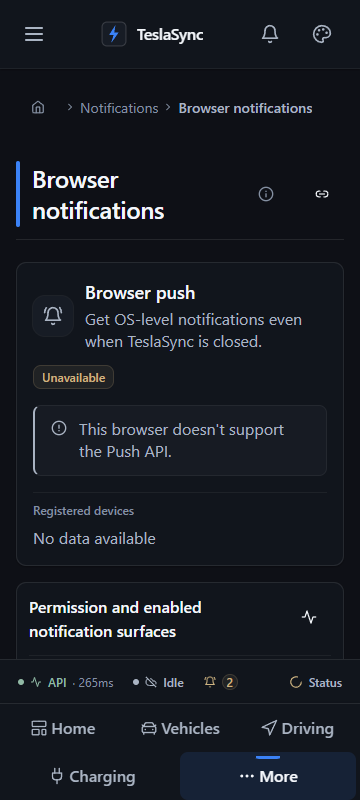 TeslaSync
Notifications Browser notifications
Browser
notifications
Browser push
Get OS-level notifications even
when TeslaSync is closed.
Unavailable
This browser doesn't support
the Push API.
Registered devices
No data available
Permission and enabled
notification surfaces
API · 265ms Idle 2 Status
Home Vehicles Driving
Charging More